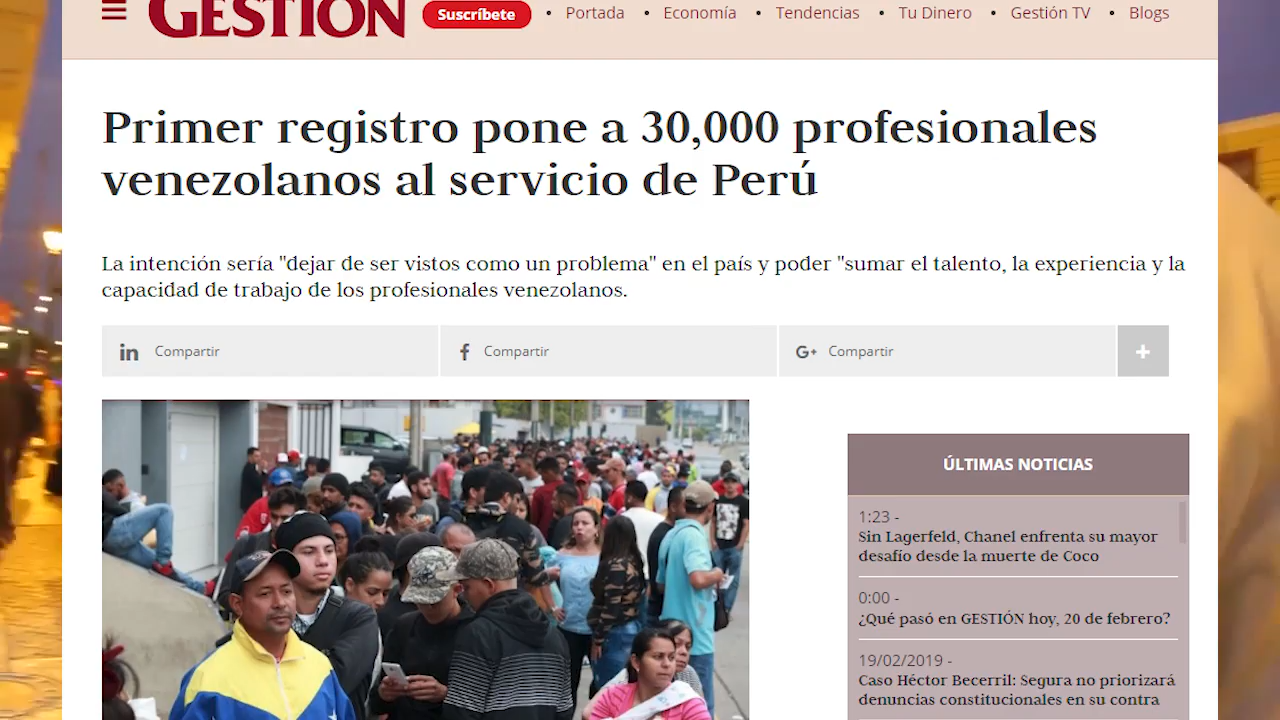 GESTIÓN
Suscríbete • Portada • Economía • Tendencias • Tu Dinero • Gestión TV • Blogs
Primer registro pone a 30,000 profesionales
venezolanos al servicio de Perú
La intención sería "dejar de ser vistos como un problema" en el país y poder "sumar el talento, la experiencia y la
capacidad de trabajo de los profesionales venezolanos.
in Compartir
f Compartir
G+ Compartir
+
ÚLTIMAS NOTICIAS
1:23 -
Sin Lagerfeld, Chanel enfrenta su mayor
desafío desde la muerte de Coco
0:00 -
¿Qué pasó en GESTIÓN hoy, 20 de febrero?
19/02/2019 -
Caso Héctor Becerril: Segura no priorizará
denuncias constitucionales en su contra